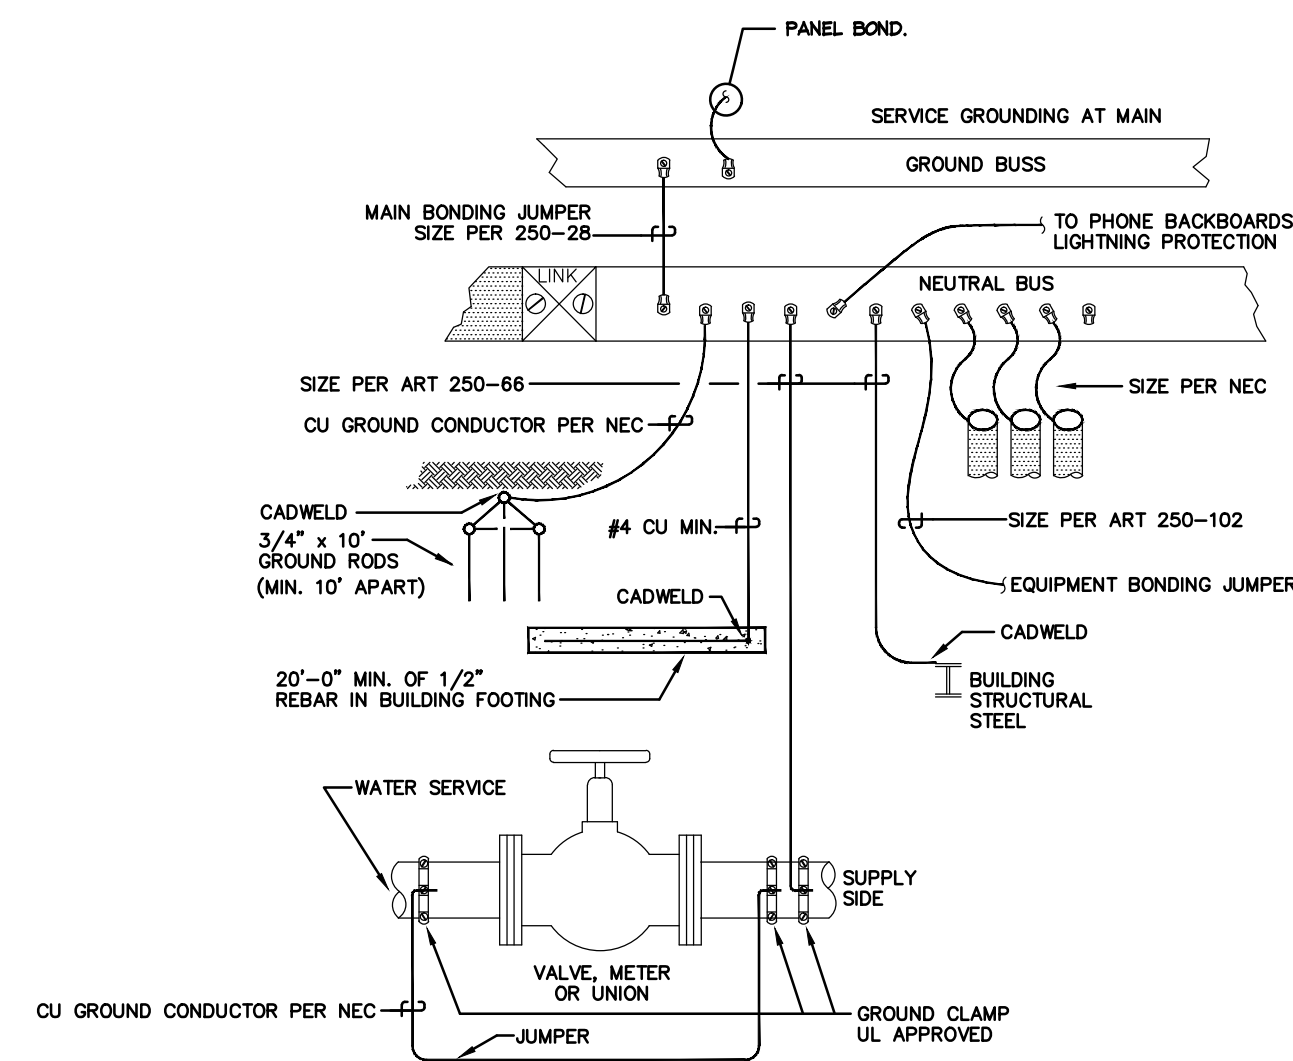 PANEL BOND.
SERVICE GROUNDING AT MAIN
GROUND BUSS
MAIN BONDING JUMPER
SIZE PER 250-28
TO PHONE BACKBOARDS
LIGHTNING PROTECTION
LINK
NEUTRAL BUS
SIZE PER ART 250-66
SIZE PER NEC
CU GROUND CONDUCTOR PER NEC
CADWELD
3/4" x 10'
GROUND RODS
(MIN. 10' APART)
#4 CU MIN.
SIZE PER ART 250-102
CADWELD
EQUIPMENT BONDING JUMPER
CADWELD
20'-0" MIN. OF 1/2"
REBAR IN BUILDING FOOTING
BUILDING
STRUCTURAL
STEEL
WATER SERVICE
SUPPLY
SIDE
VALVE, METER
OR UNION
CU GROUND CONDUCTOR PER NEC
GROUND CLAMP
UL APPROVED
JUMPER